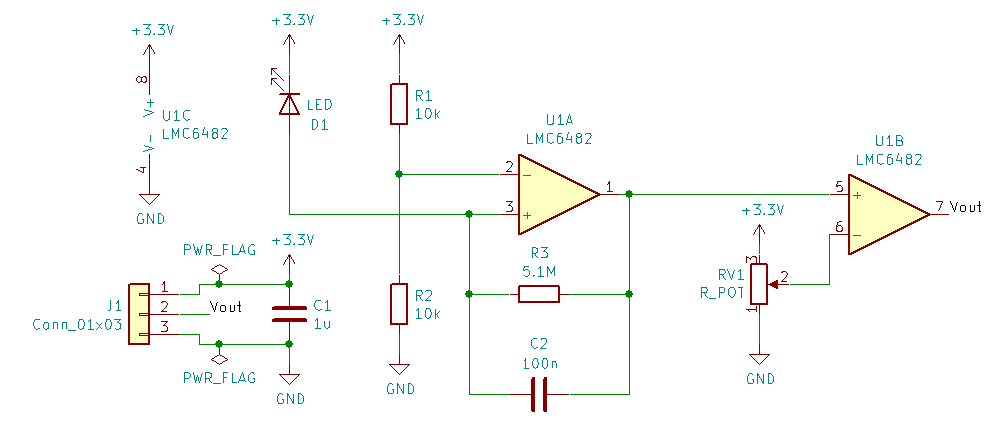 +3.3V
8
V+
U1C
LMC6482
V-
4
GND
+3.3V
LED
D1
+3.3V
R1
10k
U1A
LMC6482
2
-
3
+
1
U1B
LMC6482
5
+
6
-
7
Vout
+3.3V
3
RV1
R_POT
2
1
GND
R3
5.1M
C2
100n
R2
10k
GND
+3.3V
PWR_FLAG
J1
Conn_01x03
1
2
3
Vout
C1
1u
PWR_FLAG
GND